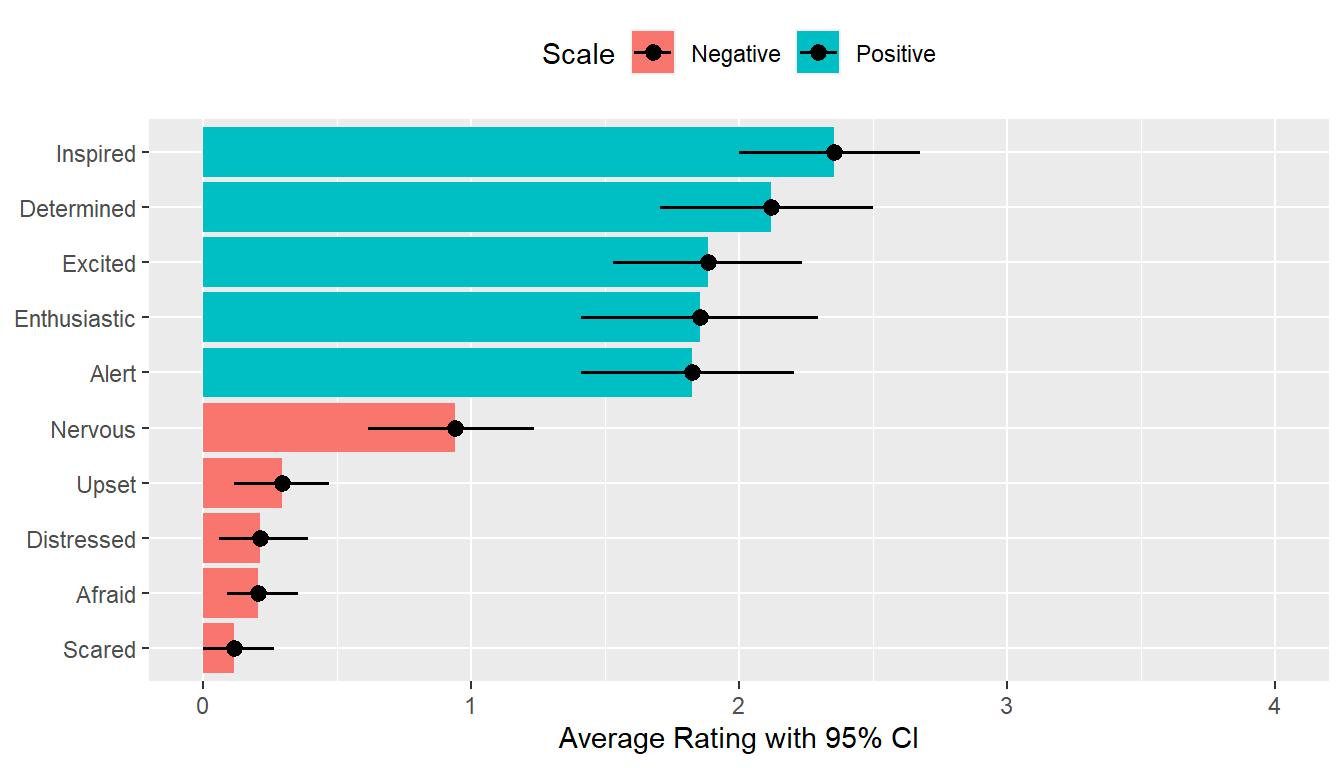 Scale Negative Positive
Inspired
Determined
Excited
Enthusiastic
Alert
Nervous
Upset
Distressed
Afraid
Scared
0 1 2 3 4
Average Rating with 95% CI